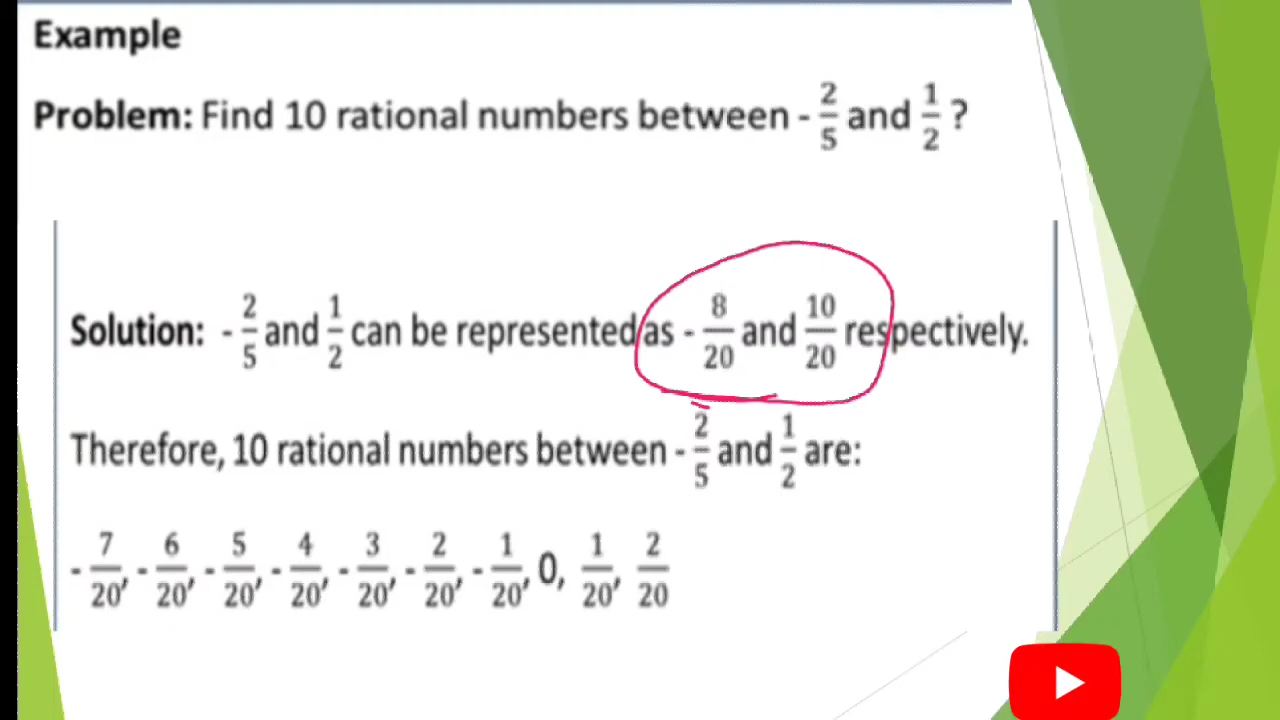 Example
Problem: Find 10 rational numbers between - 2/5 and 1/2 ?
Solution: - 2/5 and 1/2 can be represented as - 8/20 and 10/20 respectively.
Therefore, 10 rational numbers between - 2/5 and 1/2 are:
- 7/20, - 6/20, - 5/20, - 4/20, - 3/20, - 2/20, - 1/20, 0, 1/20, 2/20